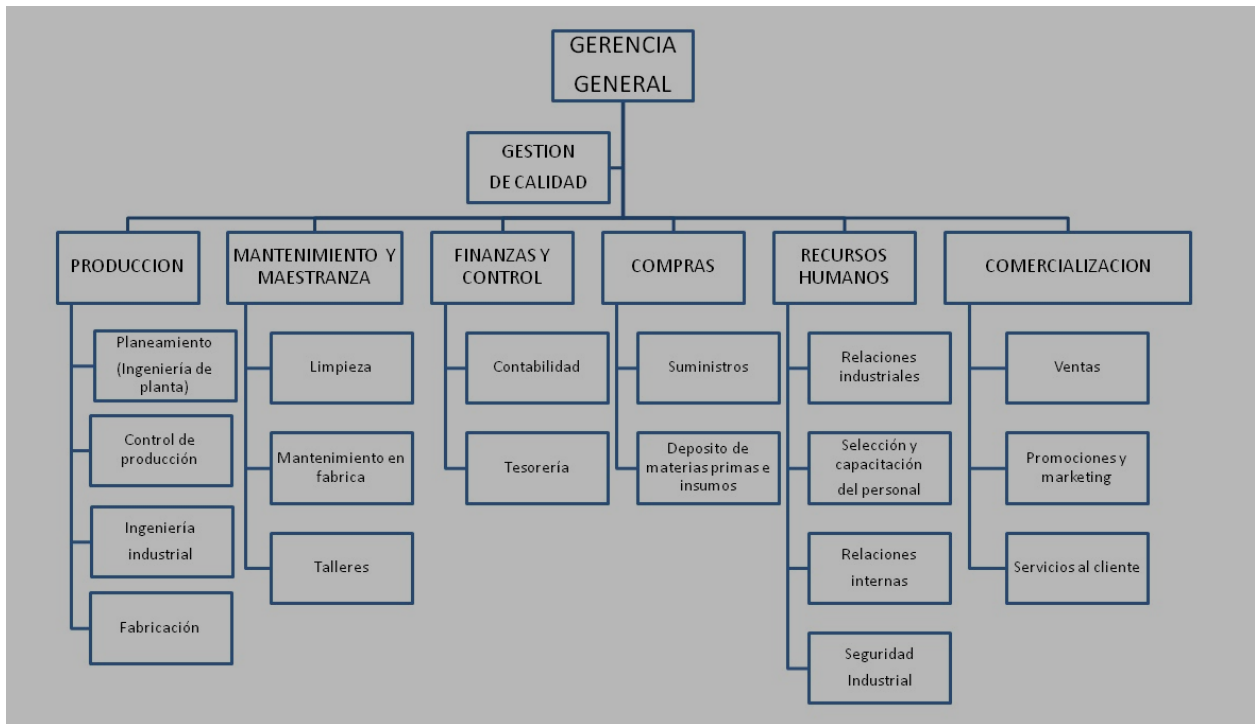 GERENCIA
GENERAL
GESTION
DE CALIDAD
PRODUCCION
MANTENIMIENTO Y
MAESTRANZA
FINANZAS Y
CONTROL
COMPRAS
RECURSOS
HUMANOS
COMERCIALIZACION
Planeamiento
(Ingeniería de
planta)
Control de
producción
Ingeniería
industrial
Fabricación
Limpieza
Mantenimiento en
fabrica
Talleres
Contabilidad
Tesorería
Suministros
Deposito de
materias primas e
insumos
Relaciones
industriales
Selección y
capacitación
del personal
Relaciones
internas
Seguridad
Industrial
Ventas
Promociones y
marketing
Servicios al cliente